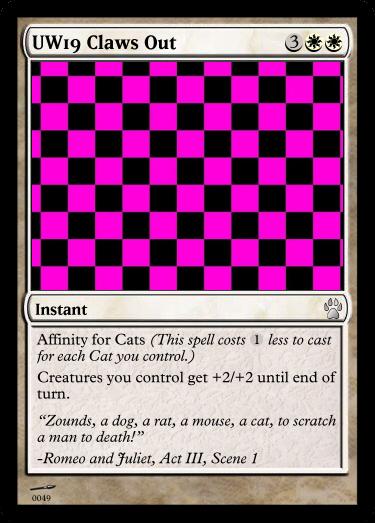 UW19 Claws Out 3
Instant
Affinity for Cats (This spell costs 1 less to cast
for each Cat you control.)
Creatures you control get +2/+2 until end of
turn.
“Zounds, a dog, a rat, a mouse, a cat, to scratch
a man to death!”
-Romeo and Juliet, Act III, Scene 1
0049